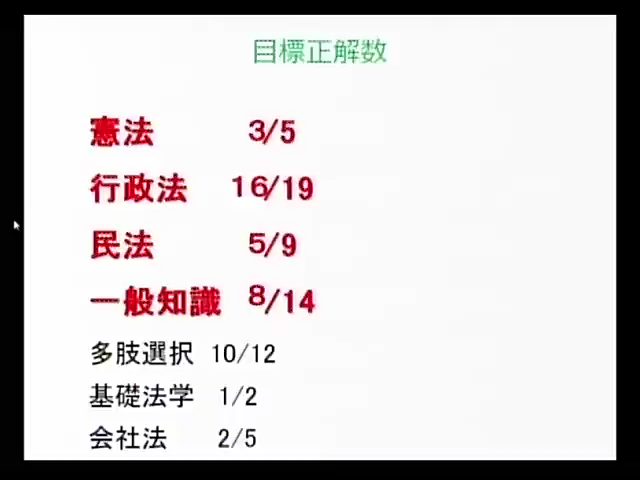 目標正解数
憲法 3/5
行政法 16/19
民法 5/9
一般知識 8/14
多肢選択 10/12
基礎法学 1/2
会社法 2/5